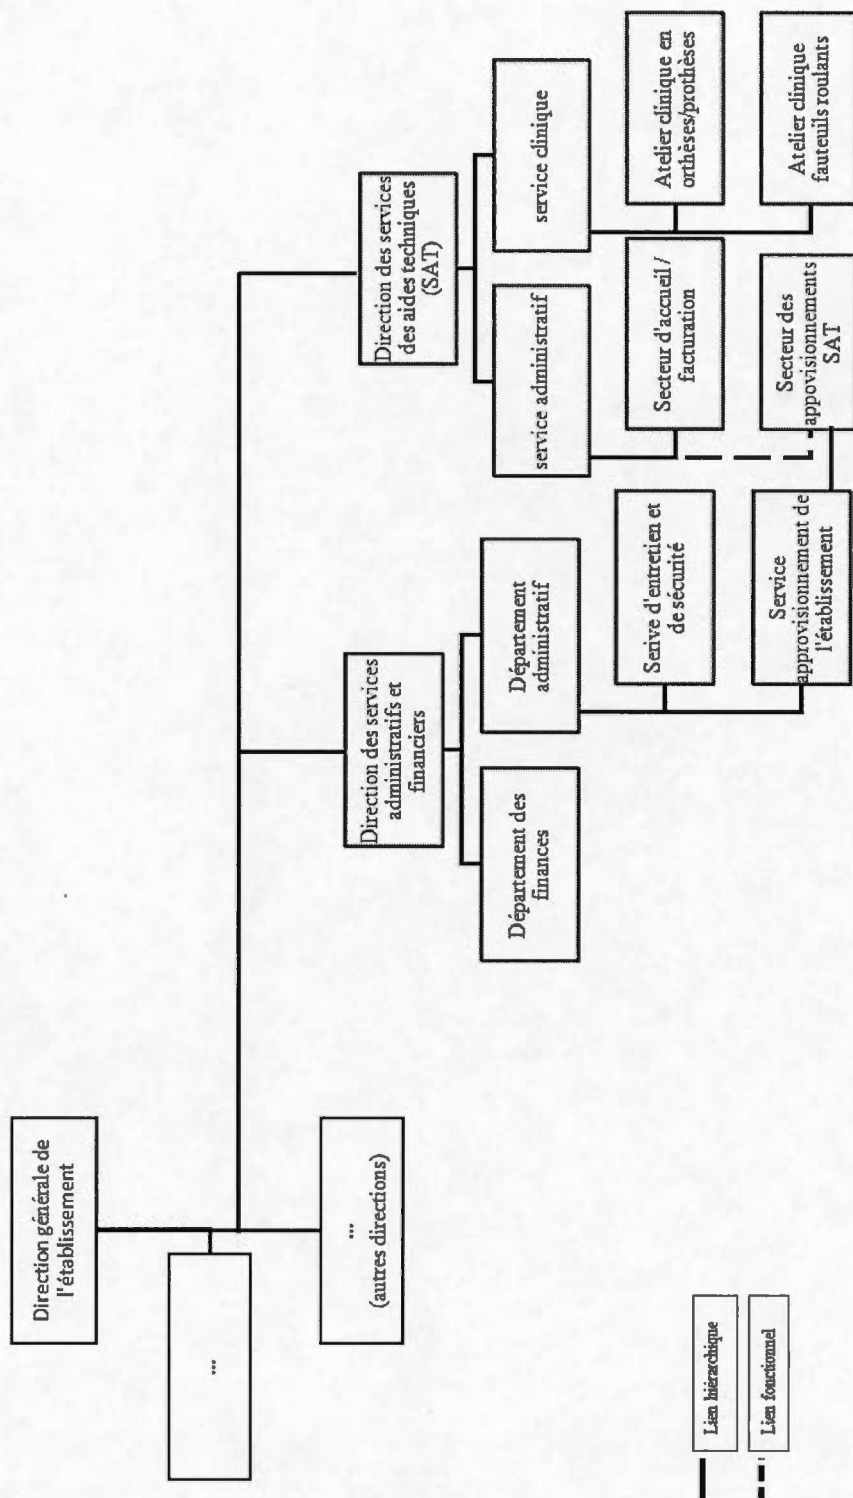 Direction générale de
l'établissement
...
...
(autres directions)
Direction des services
administratifs et
financiers
Direction des services
des aides techniques
(SAT)
Département des
finances
Département
administratif
service administratif
service clinique
Serive d'entretien et
de sécurité
Service
approvisionnement de
l'établissement
Secteur d'accueil /
facturation
Secteur des
appovisionnements
SAT
Atelier clinique en
orthèses/prothèses
Atelier clinique
fauteuils roulants
Lien hiérarchique
Lien fonctionnel